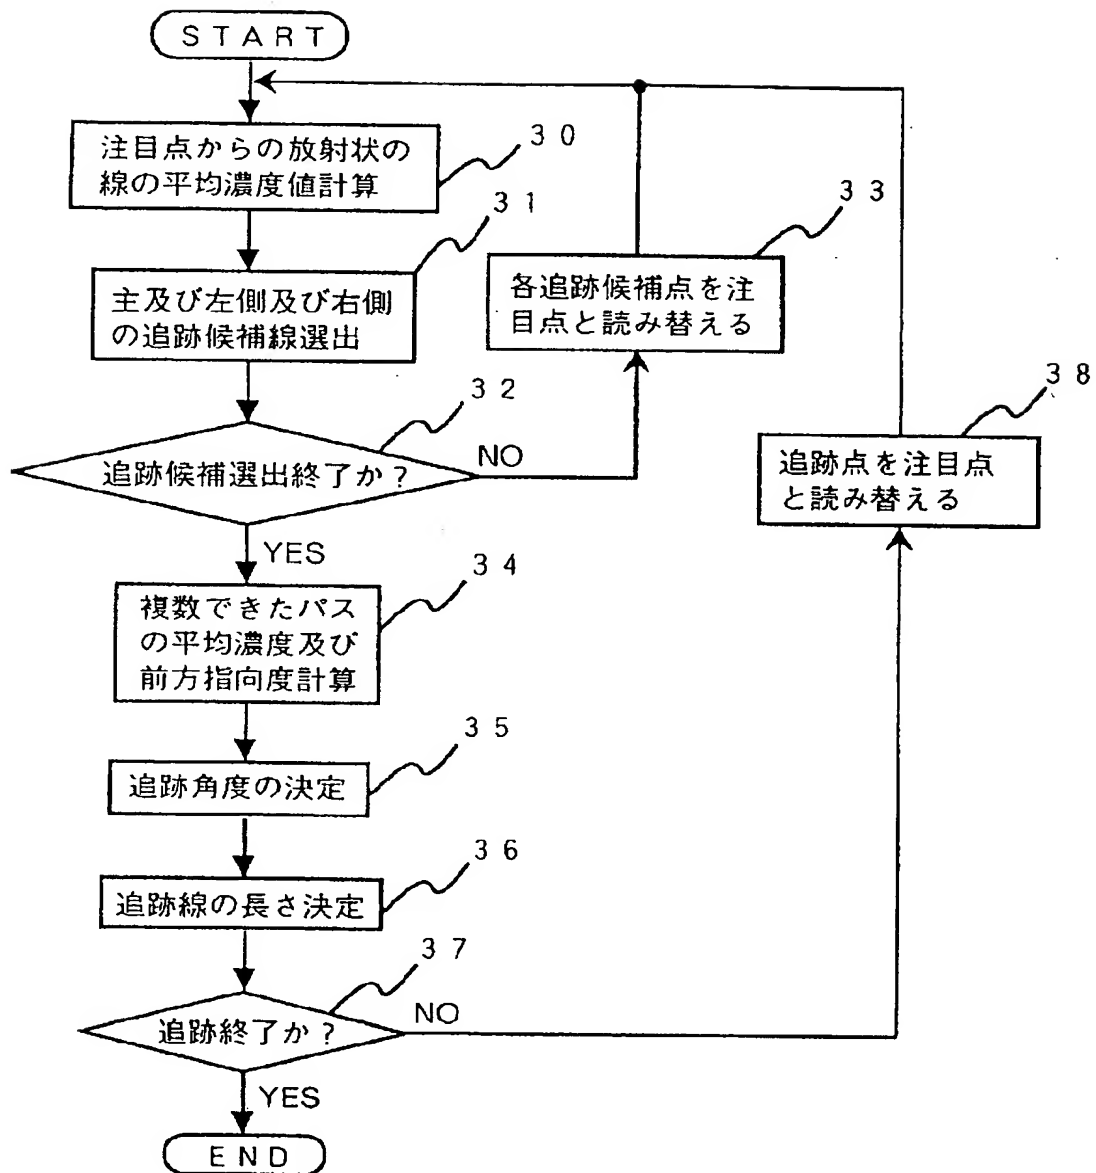 START
注目点からの放射状の
線の平均濃度値計算
30
主及び左側及び右側
の追跡候補線選出
31
追跡候補選出終了か?
32
NO
各追跡候補点を注
目点と読み替える
33
YES
複数できたパス
の平均濃度及び
前方指向度計算
34
追跡角度の決定
35
追跡線の長さ決定
36
追跡終了か?
37
NO
追跡点を注目点
と読み替える
38
YES
END